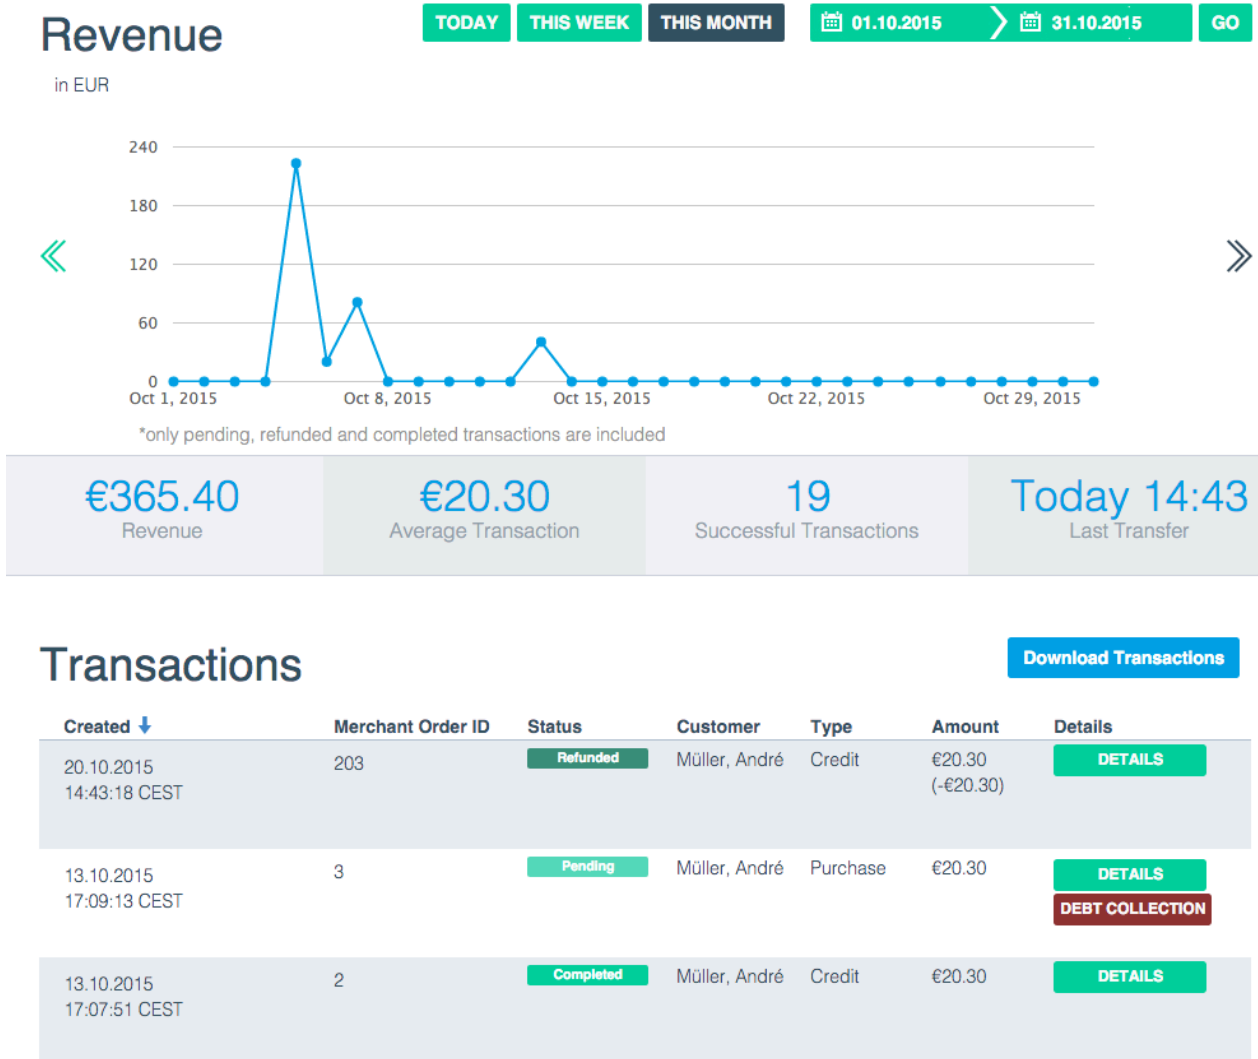 Revenue
TODAY THIS WEEK THIS MONTH 01.10.2015 31.10.2015 GO
in EUR
240
180
120
60
0
Oct 1, 2015 Oct 8, 2015 Oct 15, 2015 Oct 22, 2015 Oct 29, 2015
*only pending, refunded and completed transactions are included
€365.40 €20.30 19 Today 14:43
Revenue Average Transaction Successful Transactions Last Transfer
Transactions
Download Transactions
Created Merchant Order ID Status Customer Type Amount Details
20.10.2015 203 Refunded Müller, André Credit €20.30 DETAILS
14:43:18 CEST (-€20.30)
13.10.2015 3 Pending Müller, André Purchase €20.30 DETAILS
17:09:13 CEST DEBT COLLECTION
13.10.2015 2 Completed Müller, André Credit €20.30 DETAILS
17:07:51 CEST